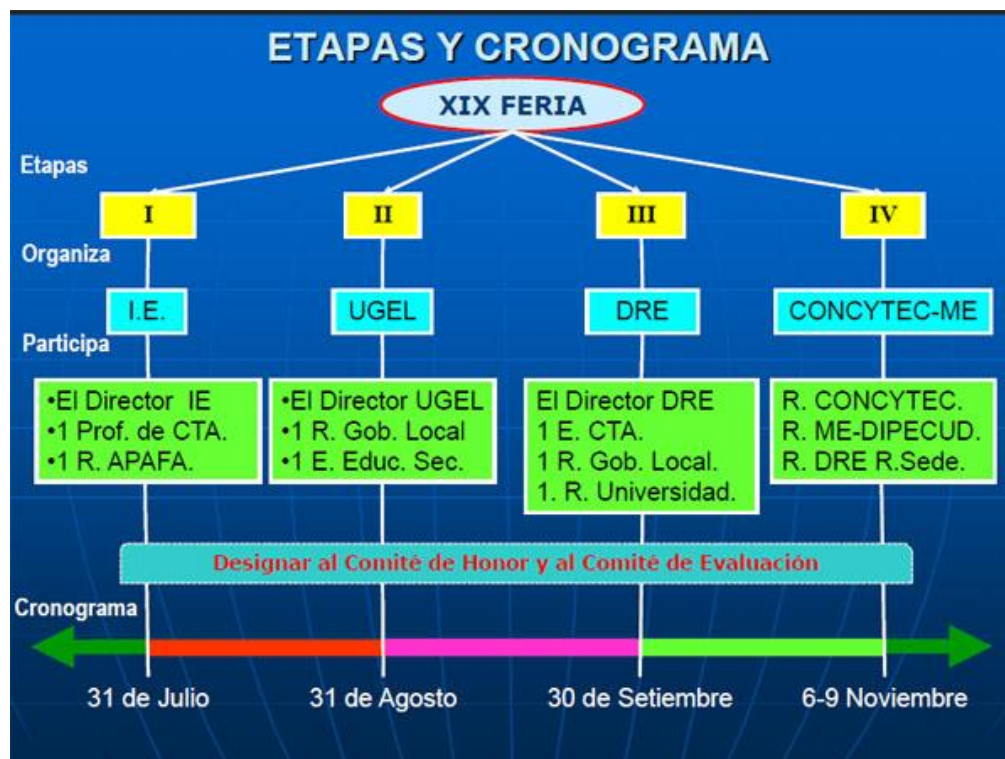 ETAPAS Y CRONOGRAMA
XIX FERIA
Etapas
I
II
III
IV
Organiza
I.E.
UGEL
DRE
CONCYTEC-ME
Participa
•El Director IE
•1 Prof. de CTA.
•1 R. APAFA.
•El Director UGEL
•1 R. Gob. Local
•1 E. Educ. Sec.
El Director DRE
1 E. CTA.
1 R. Gob. Local.
1. R. Universidad.
R. CONCYTEC.
R. ME-DIPECUD.
R. DRE R.Sede.
Designar al Comité de Honor y al Comité de Evaluación
Cronograma
31 de Julio
31 de Agosto
30 de Setiembre
6-9 Noviembre